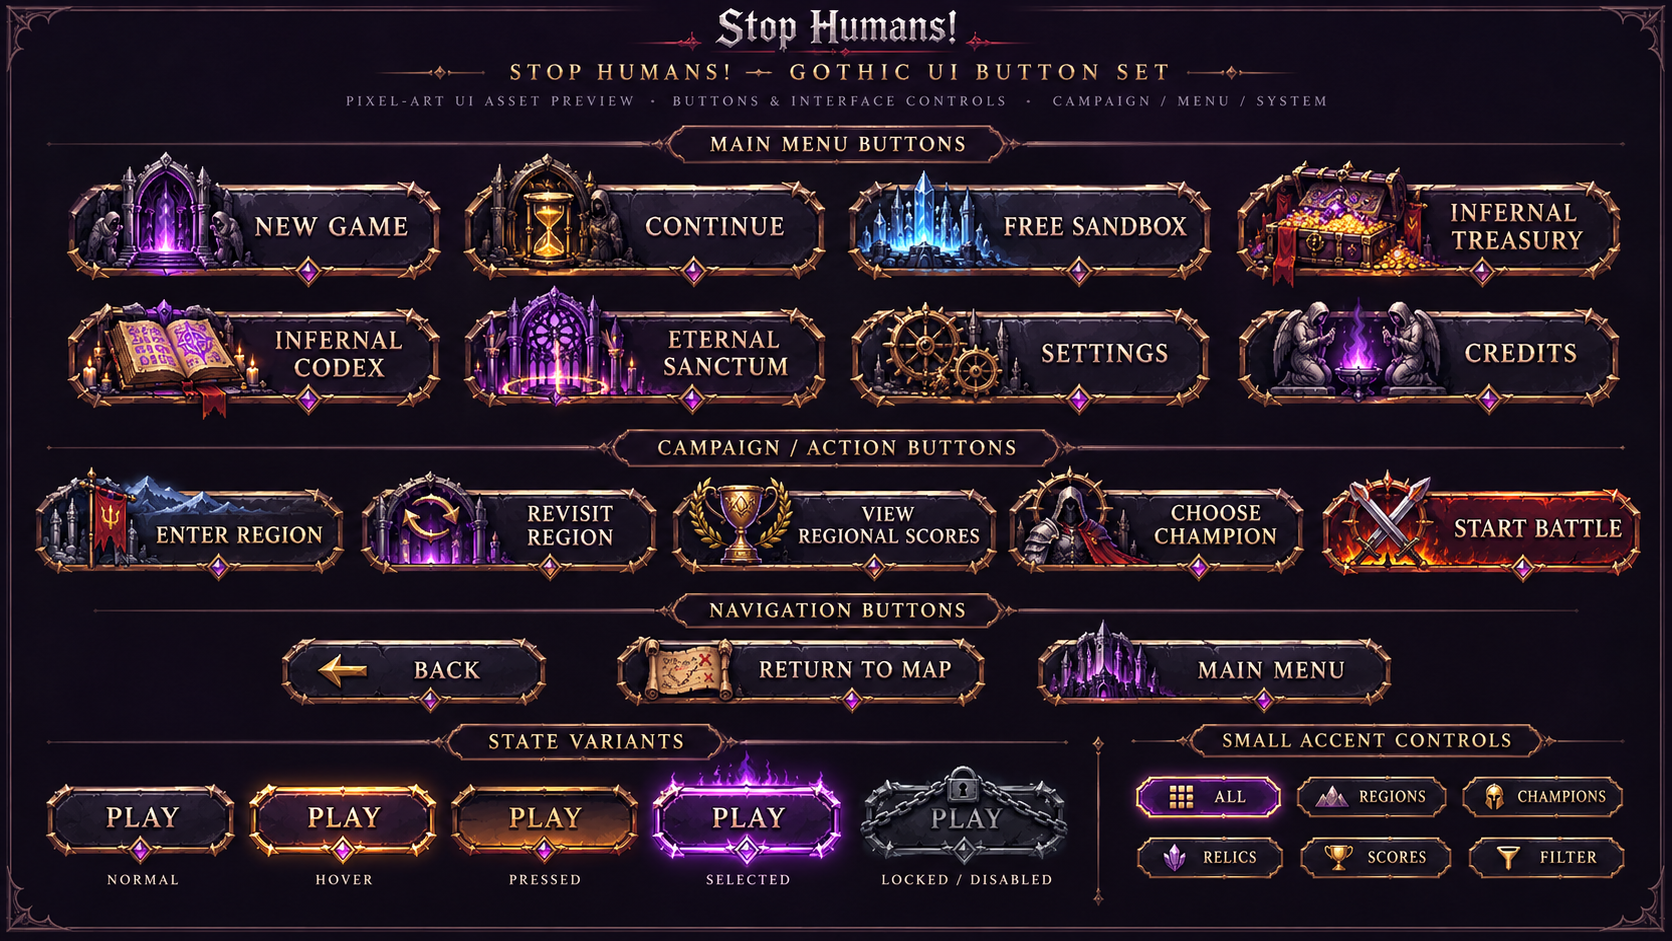 Stop Humans!
STOP HUMANS! — GOTHIC UI BUTTON SET
PIXEL-ART UI ASSET PREVIEW • BUTTONS & INTERFACE CONTROLS • CAMPAIGN / MENU / SYSTEM
MAIN MENU BUTTONS
NEW GAME
CONTINUE
FREE SANDBOX
INFERNAL
TREASURY
INFERNAL
CODEX
ETERNAL
SANCTUM
SETTINGS
CREDITS
CAMPAIGN / ACTION BUTTONS
ENTER REGION
REVISIT
REGION
VIEW
REGIONAL SCORES
CHOOSE
CHAMPION
START BATTLE
NAVIGATION BUTTONS
BACK
RETURN TO MAP
MAIN MENU
STATE VARIANTS
PLAY
NORMAL
PLAY
HOVER
PLAY
PRESSED
PLAY
SELECTED
PLAY
LOCKED / DISABLED
SMALL ACCENT CONTROLS
ALL
REGIONS
CHAMPIONS
RELICS
SCORES
FILTER